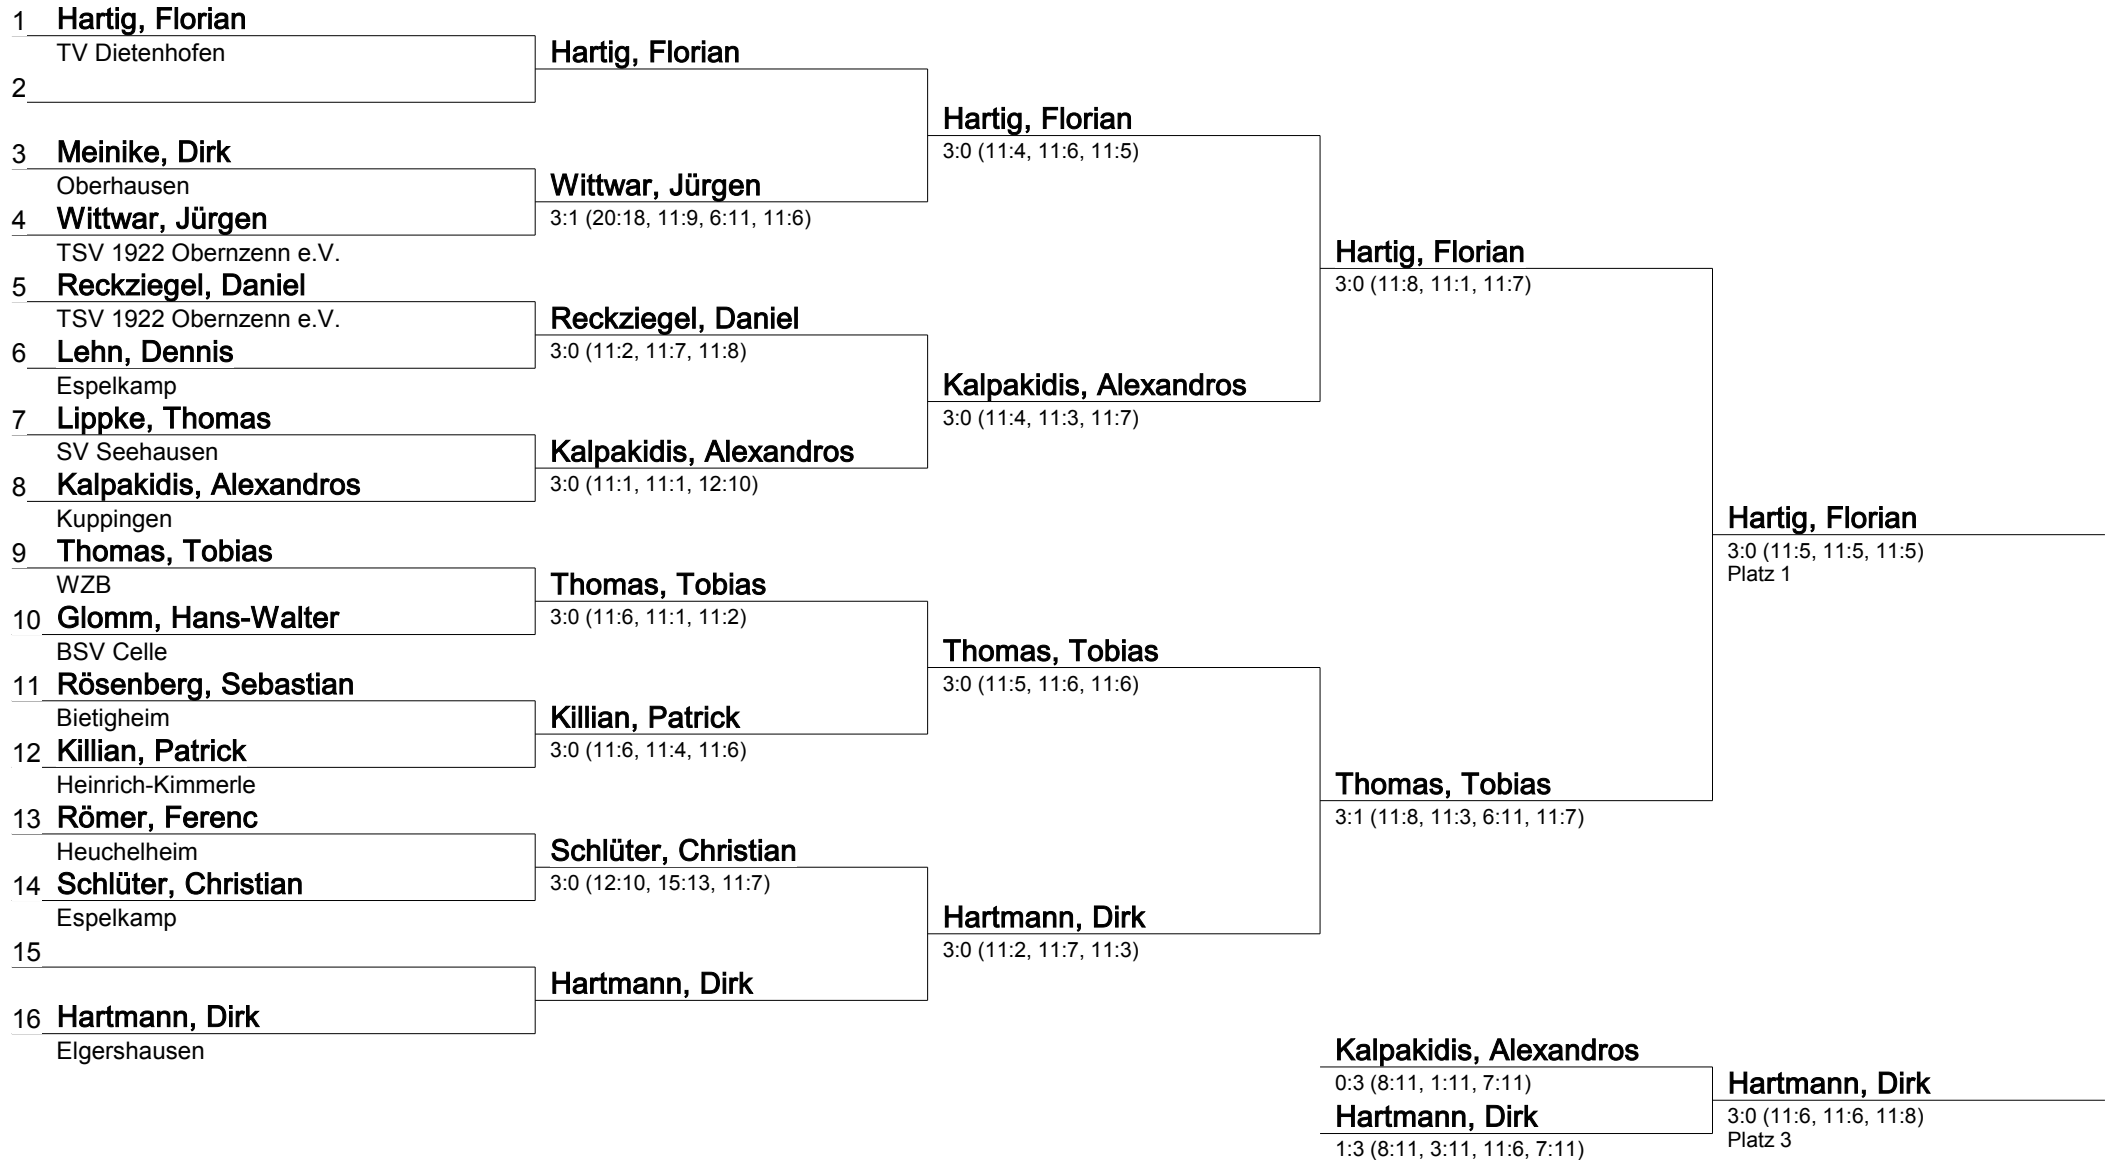 1 Hartig, Florian
TV Dietenhofen
2
3 Meinike, Dirk
Oberhausen
4 Wittwar, Jürgen
TSV 1922 Obernzenn e.V.
5 Reckziegel, Daniel
TSV 1922 Obernzenn e.V.
6 Lehn, Dennis
Espelkamp
7 Lippke, Thomas
SV Seehausen
8 Kalpakidis, Alexandros
Kuppingen
9 Thomas, Tobias
WZB
10 Glomm, Hans-Walter
BSV Celle
11 Rösenberg, Sebastian
Bietigheim
12 Killian, Patrick
Heinrich-Kimmerle
13 Römer, Ferenc
Heuchelheim
14 Schlüter, Christian
Espelkamp
15
16 Hartmann, Dirk
Elgershausen
Hartig, Florian
Wittwar, Jürgen
3:1 (20:18, 11:9, 6:11, 11:6)
Reckziegel, Daniel
3:0 (11:2, 11:7, 11:8)
Kalpakidis, Alexandros
3:0 (11:1, 11:1, 12:10)
Thomas, Tobias
3:0 (11:6, 11:1, 11:2)
Killian, Patrick
3:0 (11:6, 11:4, 11:6)
Schlüter, Christian
3:0 (12:10, 15:13, 11:7)
Hartmann, Dirk
Hartig, Florian
3:0 (11:4, 11:6, 11:5)
Kalpakidis, Alexandros
3:0 (11:4, 11:3, 11:7)
Thomas, Tobias
3:0 (11:5, 11:6, 11:6)
Hartmann, Dirk
3:0 (11:2, 11:7, 11:3)
Hartig, Florian
3:0 (11:8, 11:1, 11:7)
Thomas, Tobias
3:1 (11:8, 11:3, 6:11, 11:7)
Hartig, Florian
3:0 (11:5, 11:5, 11:5)
Platz 1
Kalpakidis, Alexandros
0:3 (8:11, 1:11, 7:11)
Hartmann, Dirk
1:3 (8:11, 3:11, 11:6, 7:11)
Hartmann, Dirk
3:0 (11:6, 11:6, 11:8)
Platz 3